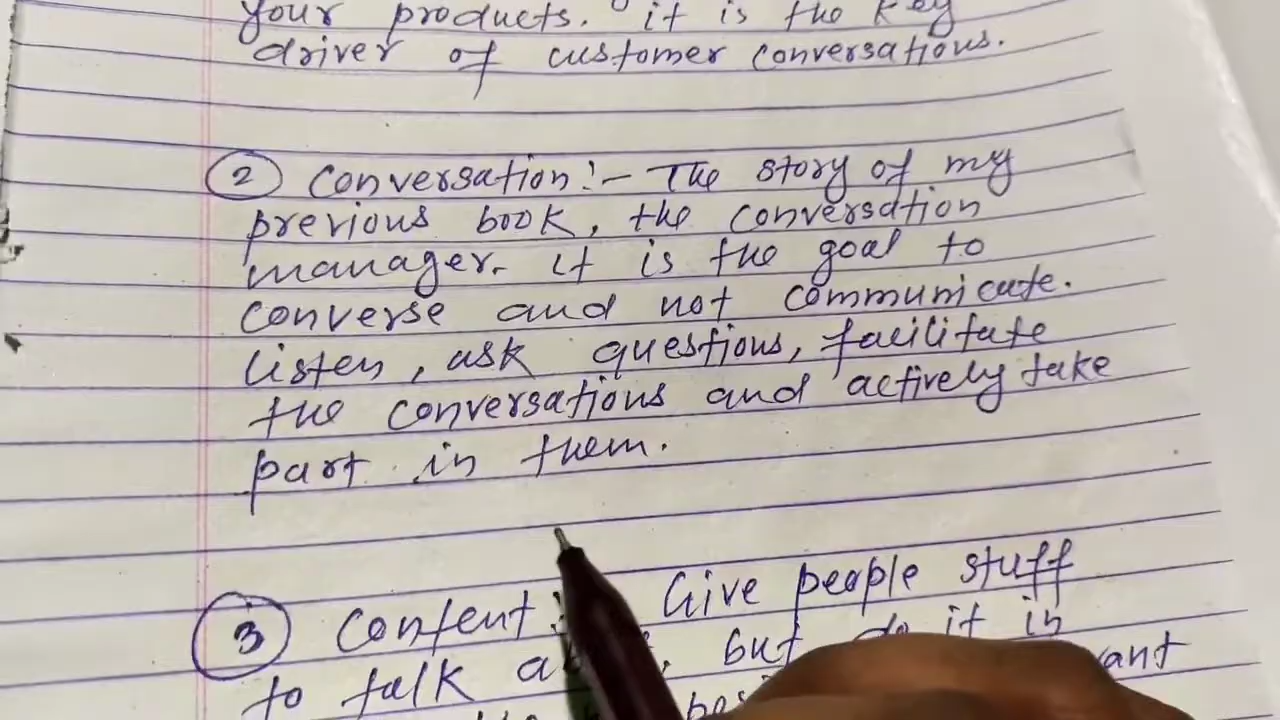 your products. it is the key
driver of customer conversations.
② Conversation:- The story of my
previous book, the conversation
manager. it is the goal to
converse and not communicate.
listen, ask questions, facilitate
the conversations and actively take
part in them.
③ Content: Give people stuff
to talk but do it in